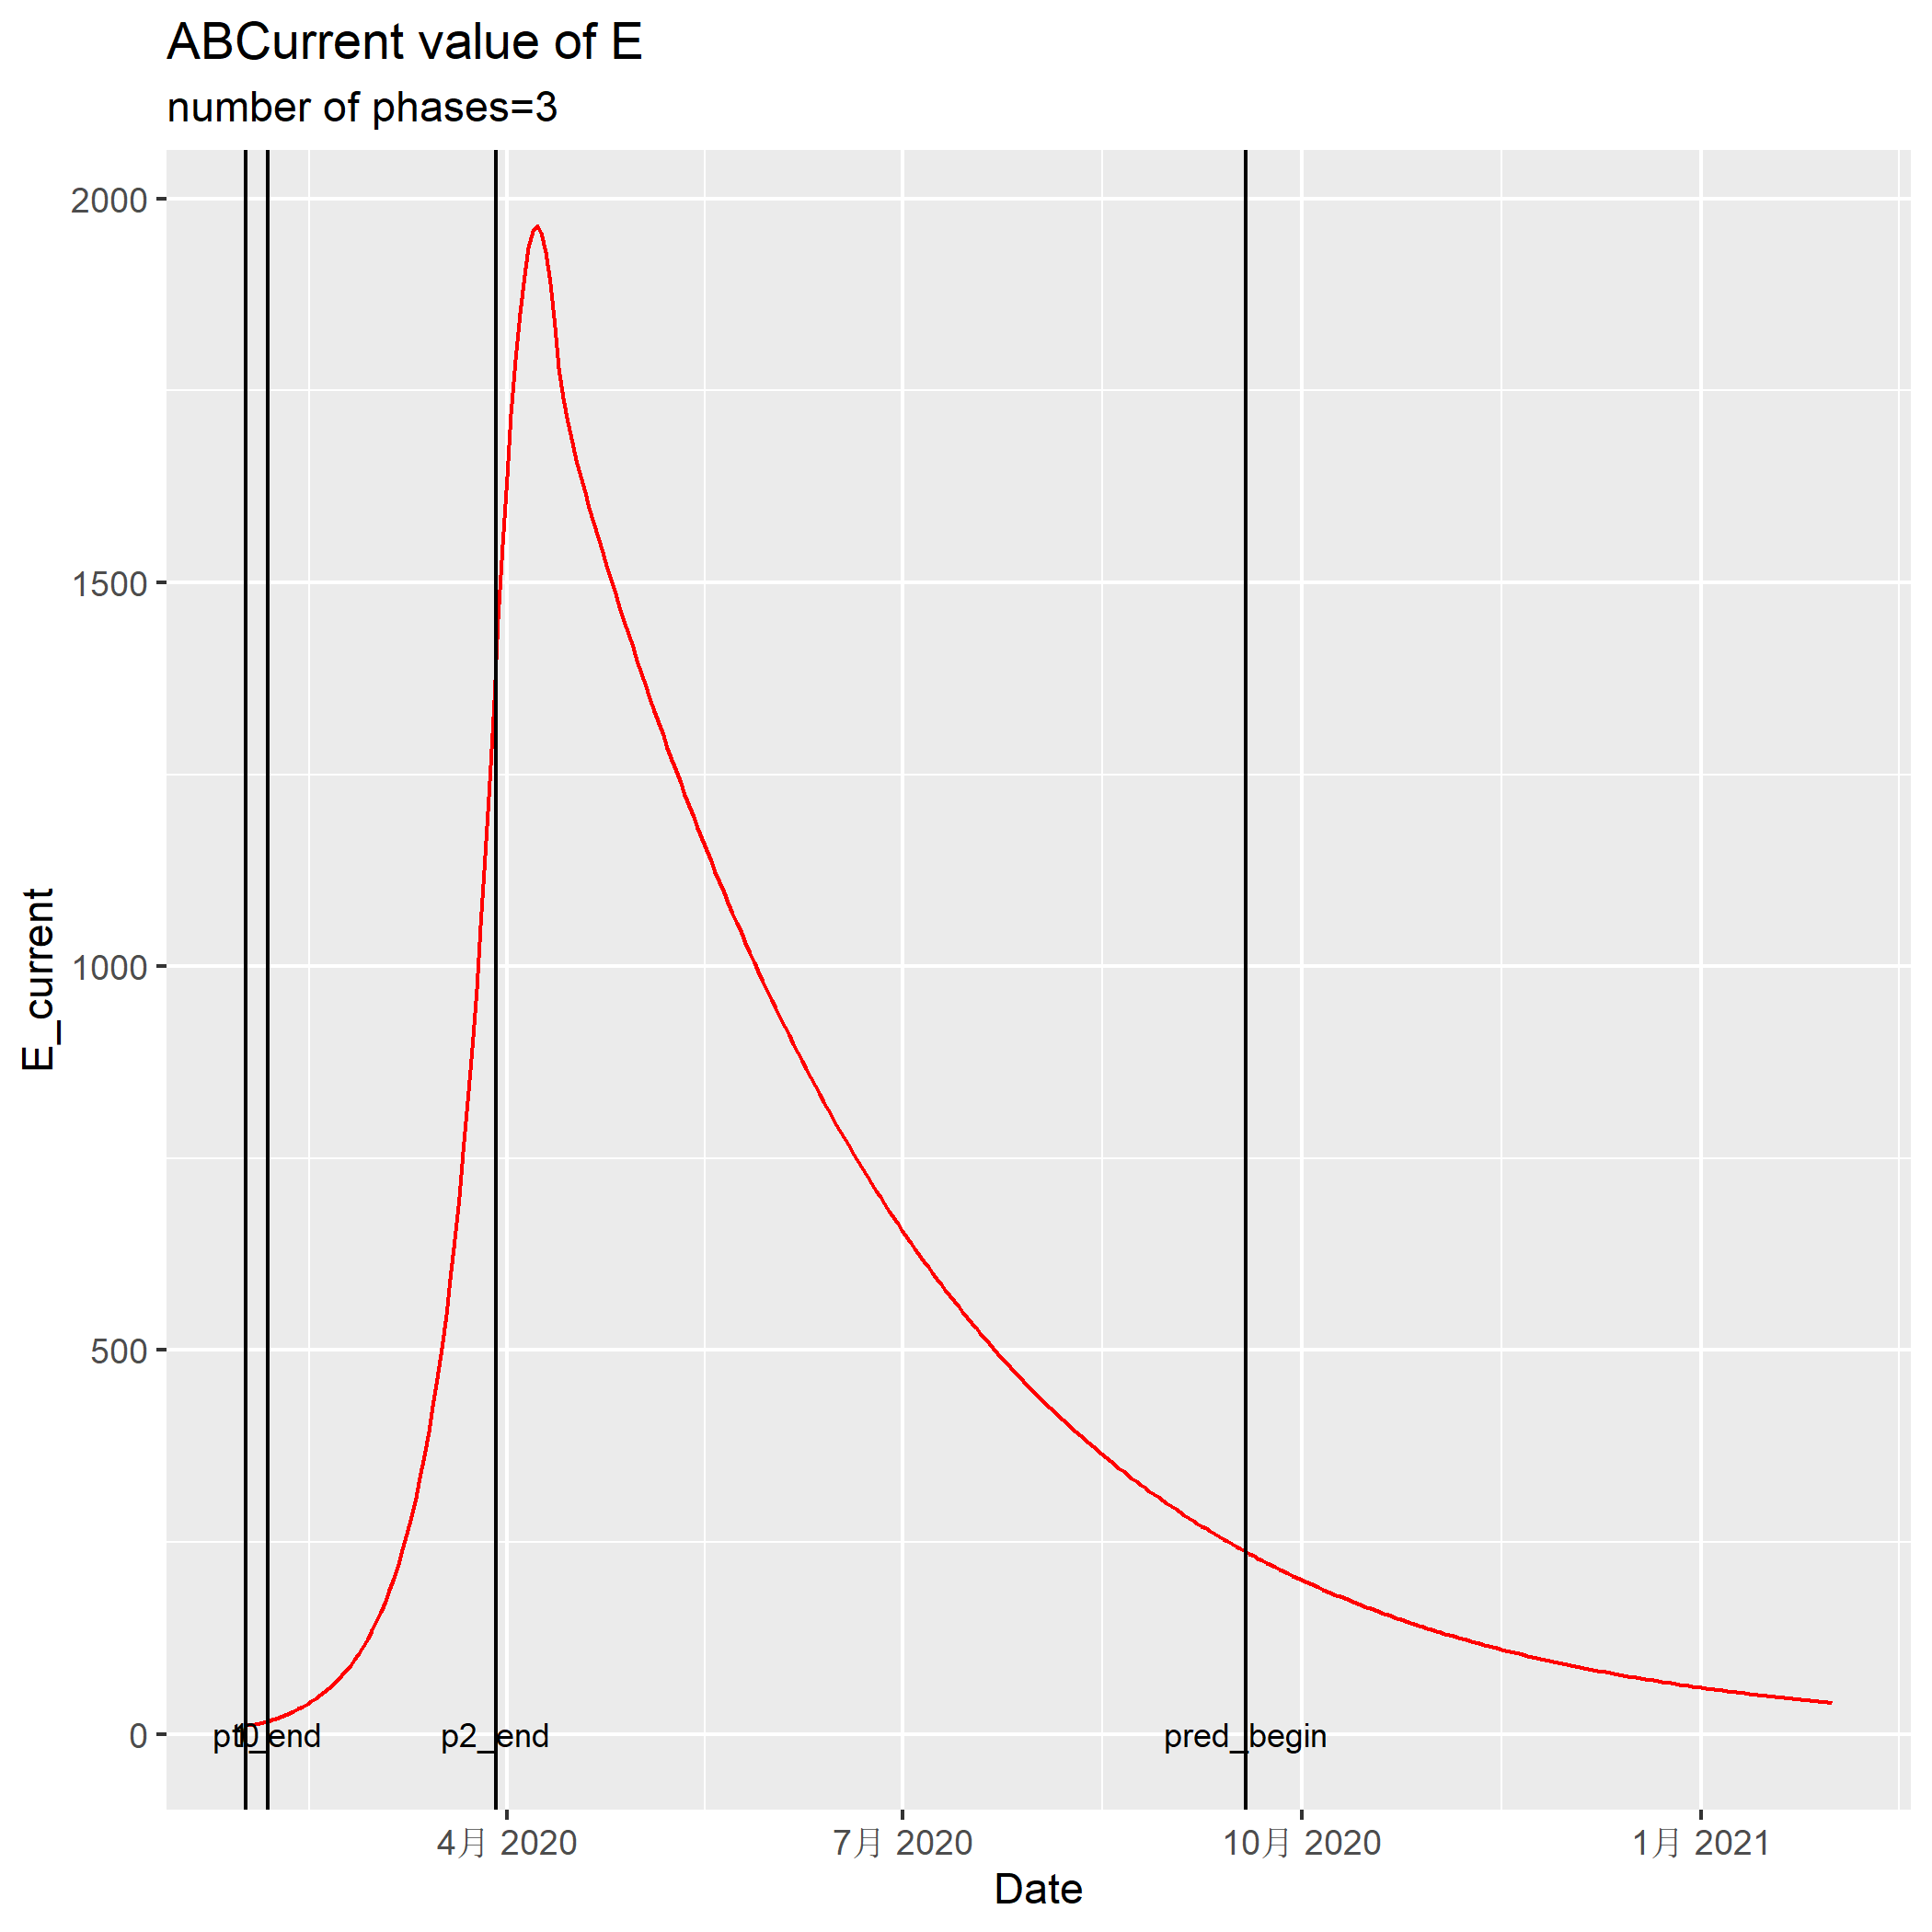 ABCurrent value of E
number of phases=3
2000
1500
1000
500
0
E_current
p2_end
pred_begin
4月 2020
7月 2020
10月 2020
1月 2021
Date